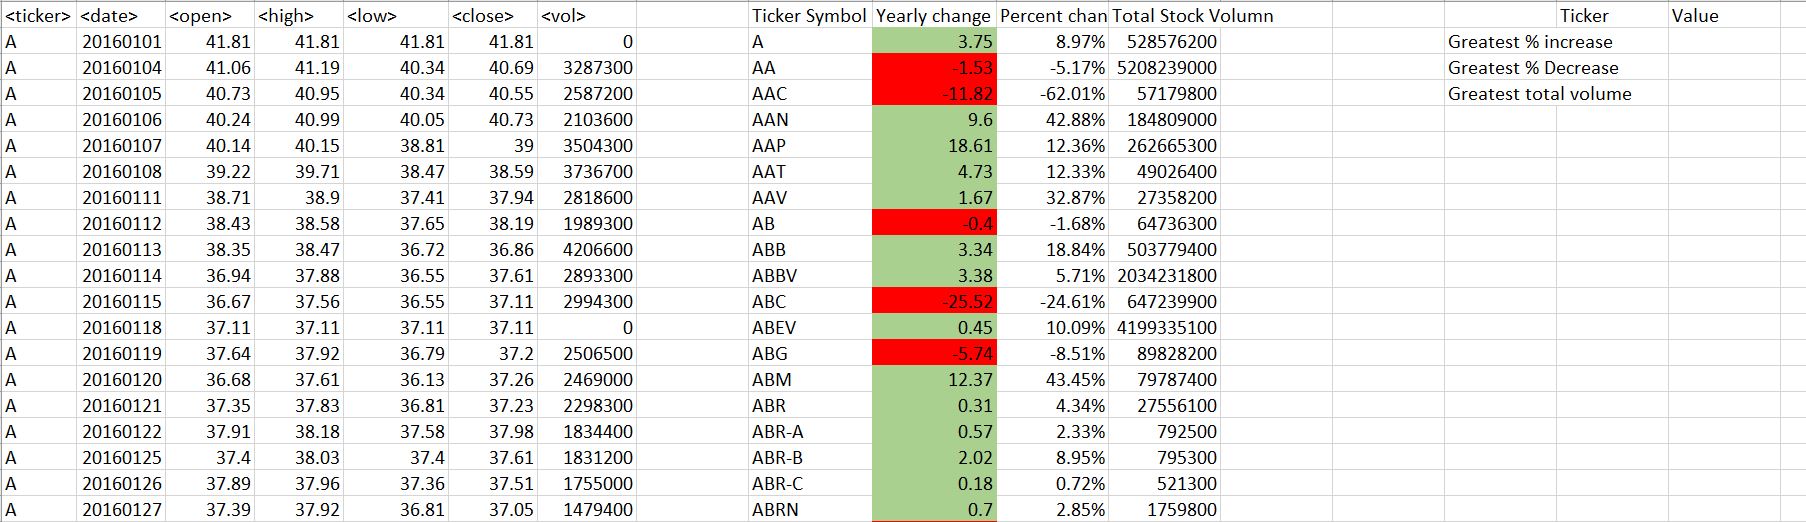 <ticker> <date> <open> <high> <low> <close> <vol> Ticker Symbol Yearly change Percent chan Total Stock Volumn Ticker Value
A 20160101 41.81 41.81 41.81 41.81 0 A 3.75 8.97% 528576200 Greatest % increase
A 20160104 41.06 41.19 40.34 40.69 3287300 AA -1.53 -5.17% 5208239000 Greatest % Decrease
A 20160105 40.73 40.95 40.34 40.55 2587200 AAC -11.82 -62.01% 57179800 Greatest total volume
A 20160106 40.24 40.99 40.05 40.73 2103600 AAN 9.6 42.88% 184809000
A 20160107 40.14 40.15 38.81 39 3504300 AAP 18.61 12.36% 262665300
A 20160108 39.22 39.71 38.47 38.59 3736700 AAT 4.73 12.33% 49026400
A 20160111 38.71 38.9 37.41 37.94 2818600 AAV 1.67 32.87% 27358200
A 20160112 38.43 38.58 37.65 38.19 1989300 AB -0.4 -1.68% 64736300
A 20160113 38.35 38.47 36.72 36.86 4206600 ABB 3.34 18.84% 503779400
A 20160114 36.94 37.88 36.55 37.61 2893300 ABBV 3.38 5.71% 2034231800
A 20160115 36.67 37.56 36.55 37.11 2994300 ABC -25.52 -24.61% 647239900
A 20160118 37.11 37.11 37.11 37.11 0 ABEV 0.45 10.09% 4199335100
A 20160119 37.64 37.92 36.79 37.2 2506500 ABG -5.74 -8.51% 89828200
A 20160120 36.68 37.61 36.13 37.26 2469000 ABM 12.37 43.45% 79787400
A 20160121 37.35 37.83 36.81 37.23 2298300 ABR 0.31 4.34% 27556100
A 20160122 37.91 38.18 37.58 37.98 1834400 ABR-A 0.57 2.33% 792500
A 20160125 37.4 38.03 37.4 37.61 1831200 ABR-B 2.02 8.95% 795300
A 20160126 37.89 37.96 37.36 37.51 1755000 ABR-C 0.18 0.72% 521300
A 20160127 37.39 37.92 36.81 37.05 1479400 ABRN 0.7 2.85% 1759800